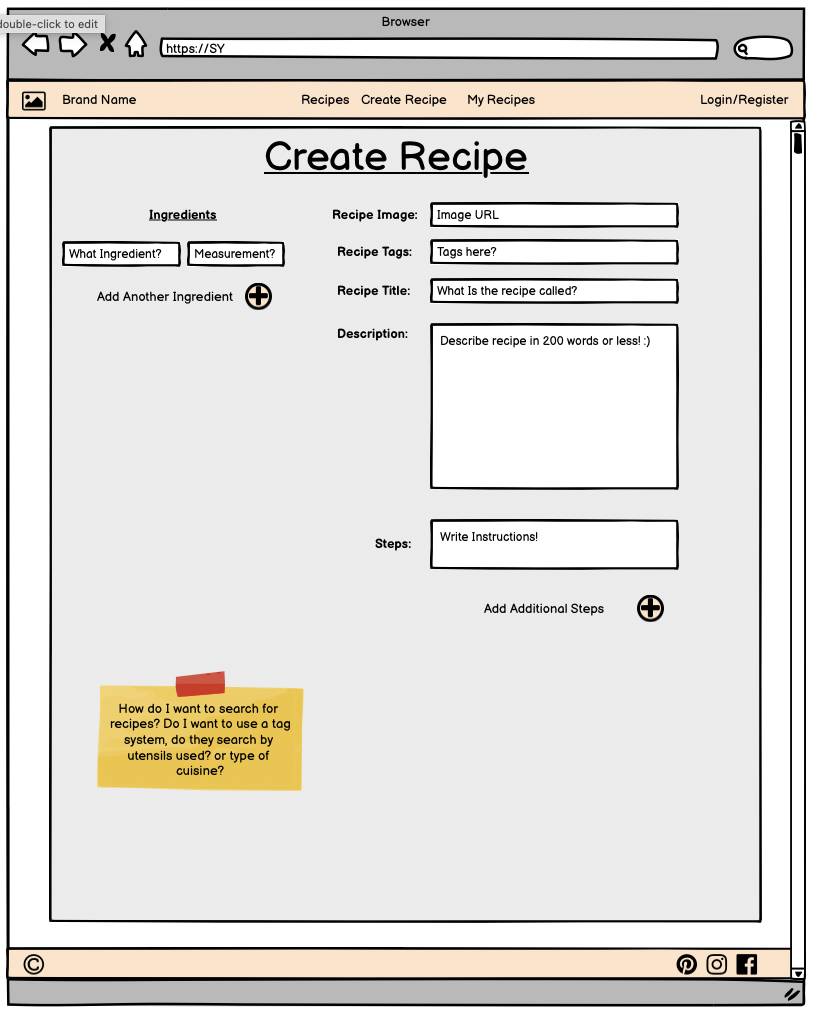 double-click to edit
Browser
https://SY
Brand Name
Recipes Create Recipe My Recipes
Login/Register
Create Recipe
Ingredients
What Ingredient? Measurement?
Add Another Ingredient
Recipe Image: Image URL
Recipe Tags: Tags here?
Recipe Title: What Is the recipe called?
Description: Describe recipe in 200 words or less! :)
Steps: Write Instructions!
Add Additional Steps
How do I want to search for
recipes? Do I want to use a tag
system, do they search by
utensils used? or type of
cuisine?
©